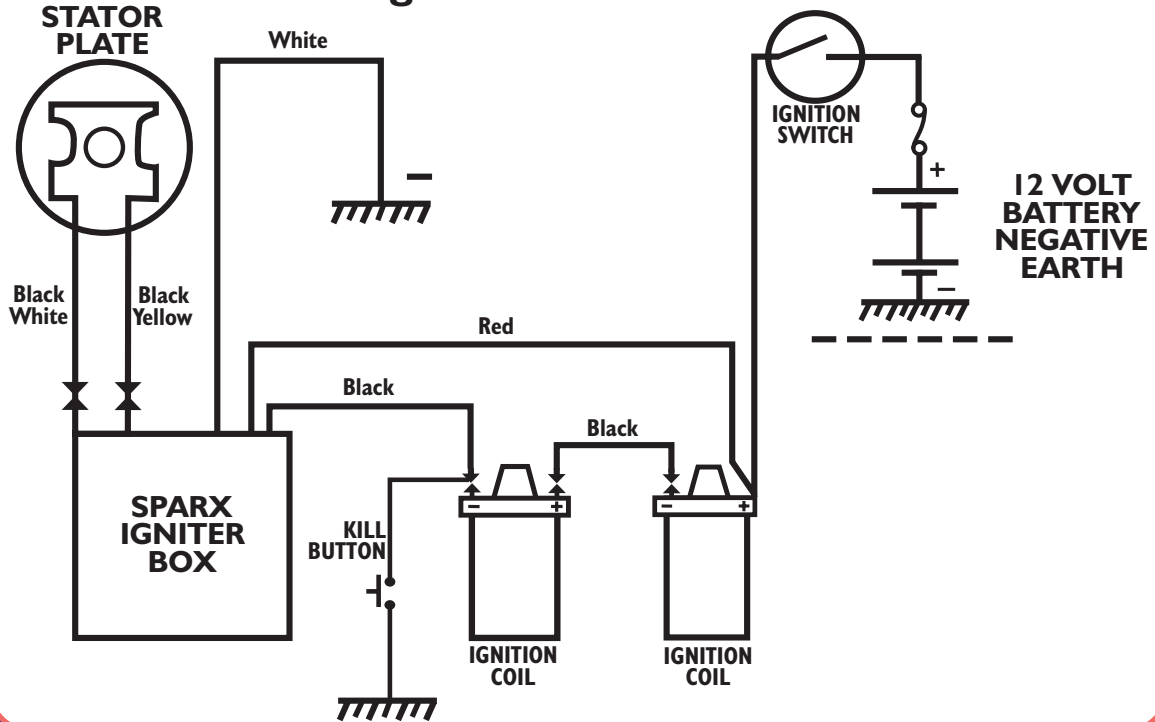 STATOR
PLATE
White
IGNITION
SWITCH
+
12 VOLT
BATTERY
NEGATIVE
EARTH
–
–
Black
White
Black
Yellow
Red
Black
Black
SPARX
IGNITER
BOX
KILL
BUTTON
– +
– +
IGNITION
COIL
IGNITION
COIL